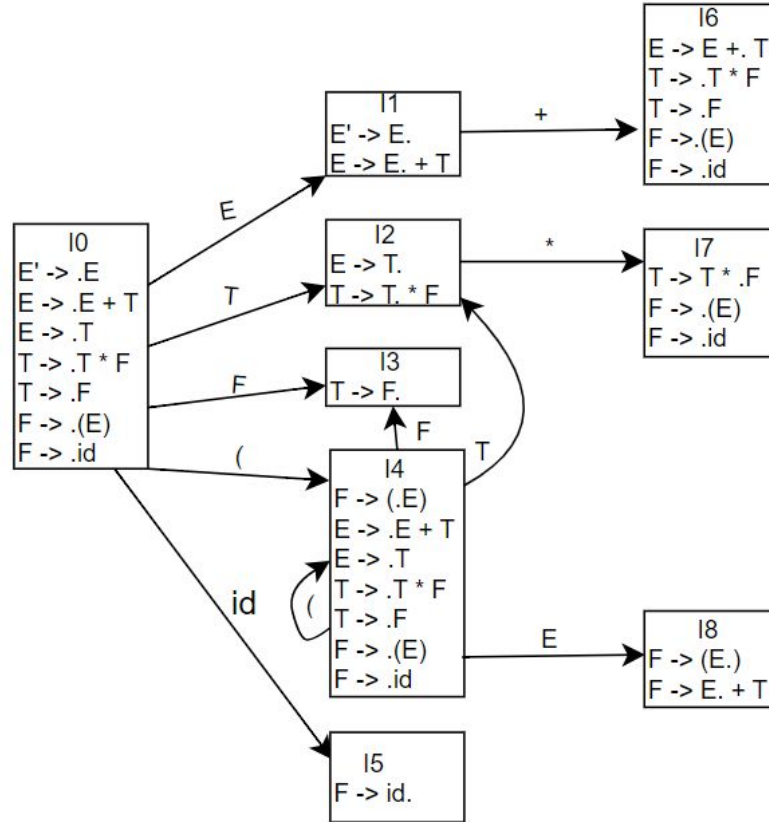 I6
E -> E +. T
T -> .T * F
T -> .F
F ->.(E)
F -> .id
I1
E' -> E.
E -> E. + T
+
E
I0
E' -> .E
E -> .E + T
E -> .T
T -> .T * F
T -> .F
F -> .(E)
F -> .id
T
I2
E -> T.
T -> T. * F
*
I7
T -> T * .F
F -> .(E)
F -> .id
F
I3
T -> F.
F
T
(
I4
F -> (.E)
E -> .E + T
E -> .T
T -> .T * F
T -> .F
F -> .(E)
F -> .id
(
id
E
I8
F -> (E.)
F -> E. + T
I5
F -> id.